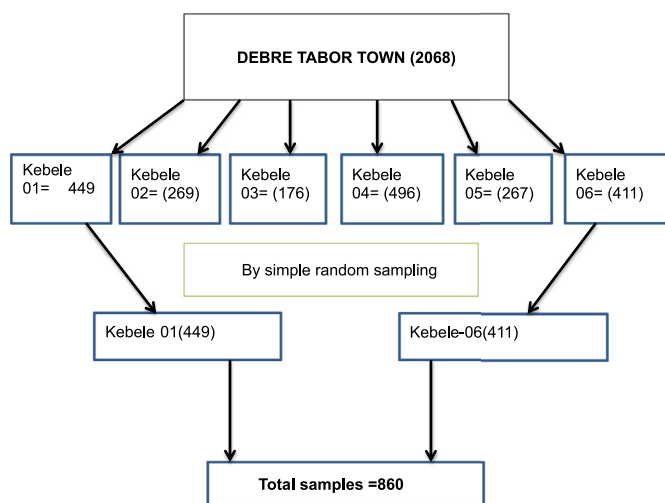 DEBRE TABOR TOWN (2068)
Kebele
01= 449
Kebele
02= (269)
Kebele
03= (176)
Kebele
04= (496)
Kebele
05= (267)
Kebele
06= (411)
By simple random sampling
Kebele 01(449)
Kebele-06(411)
Total samples =860